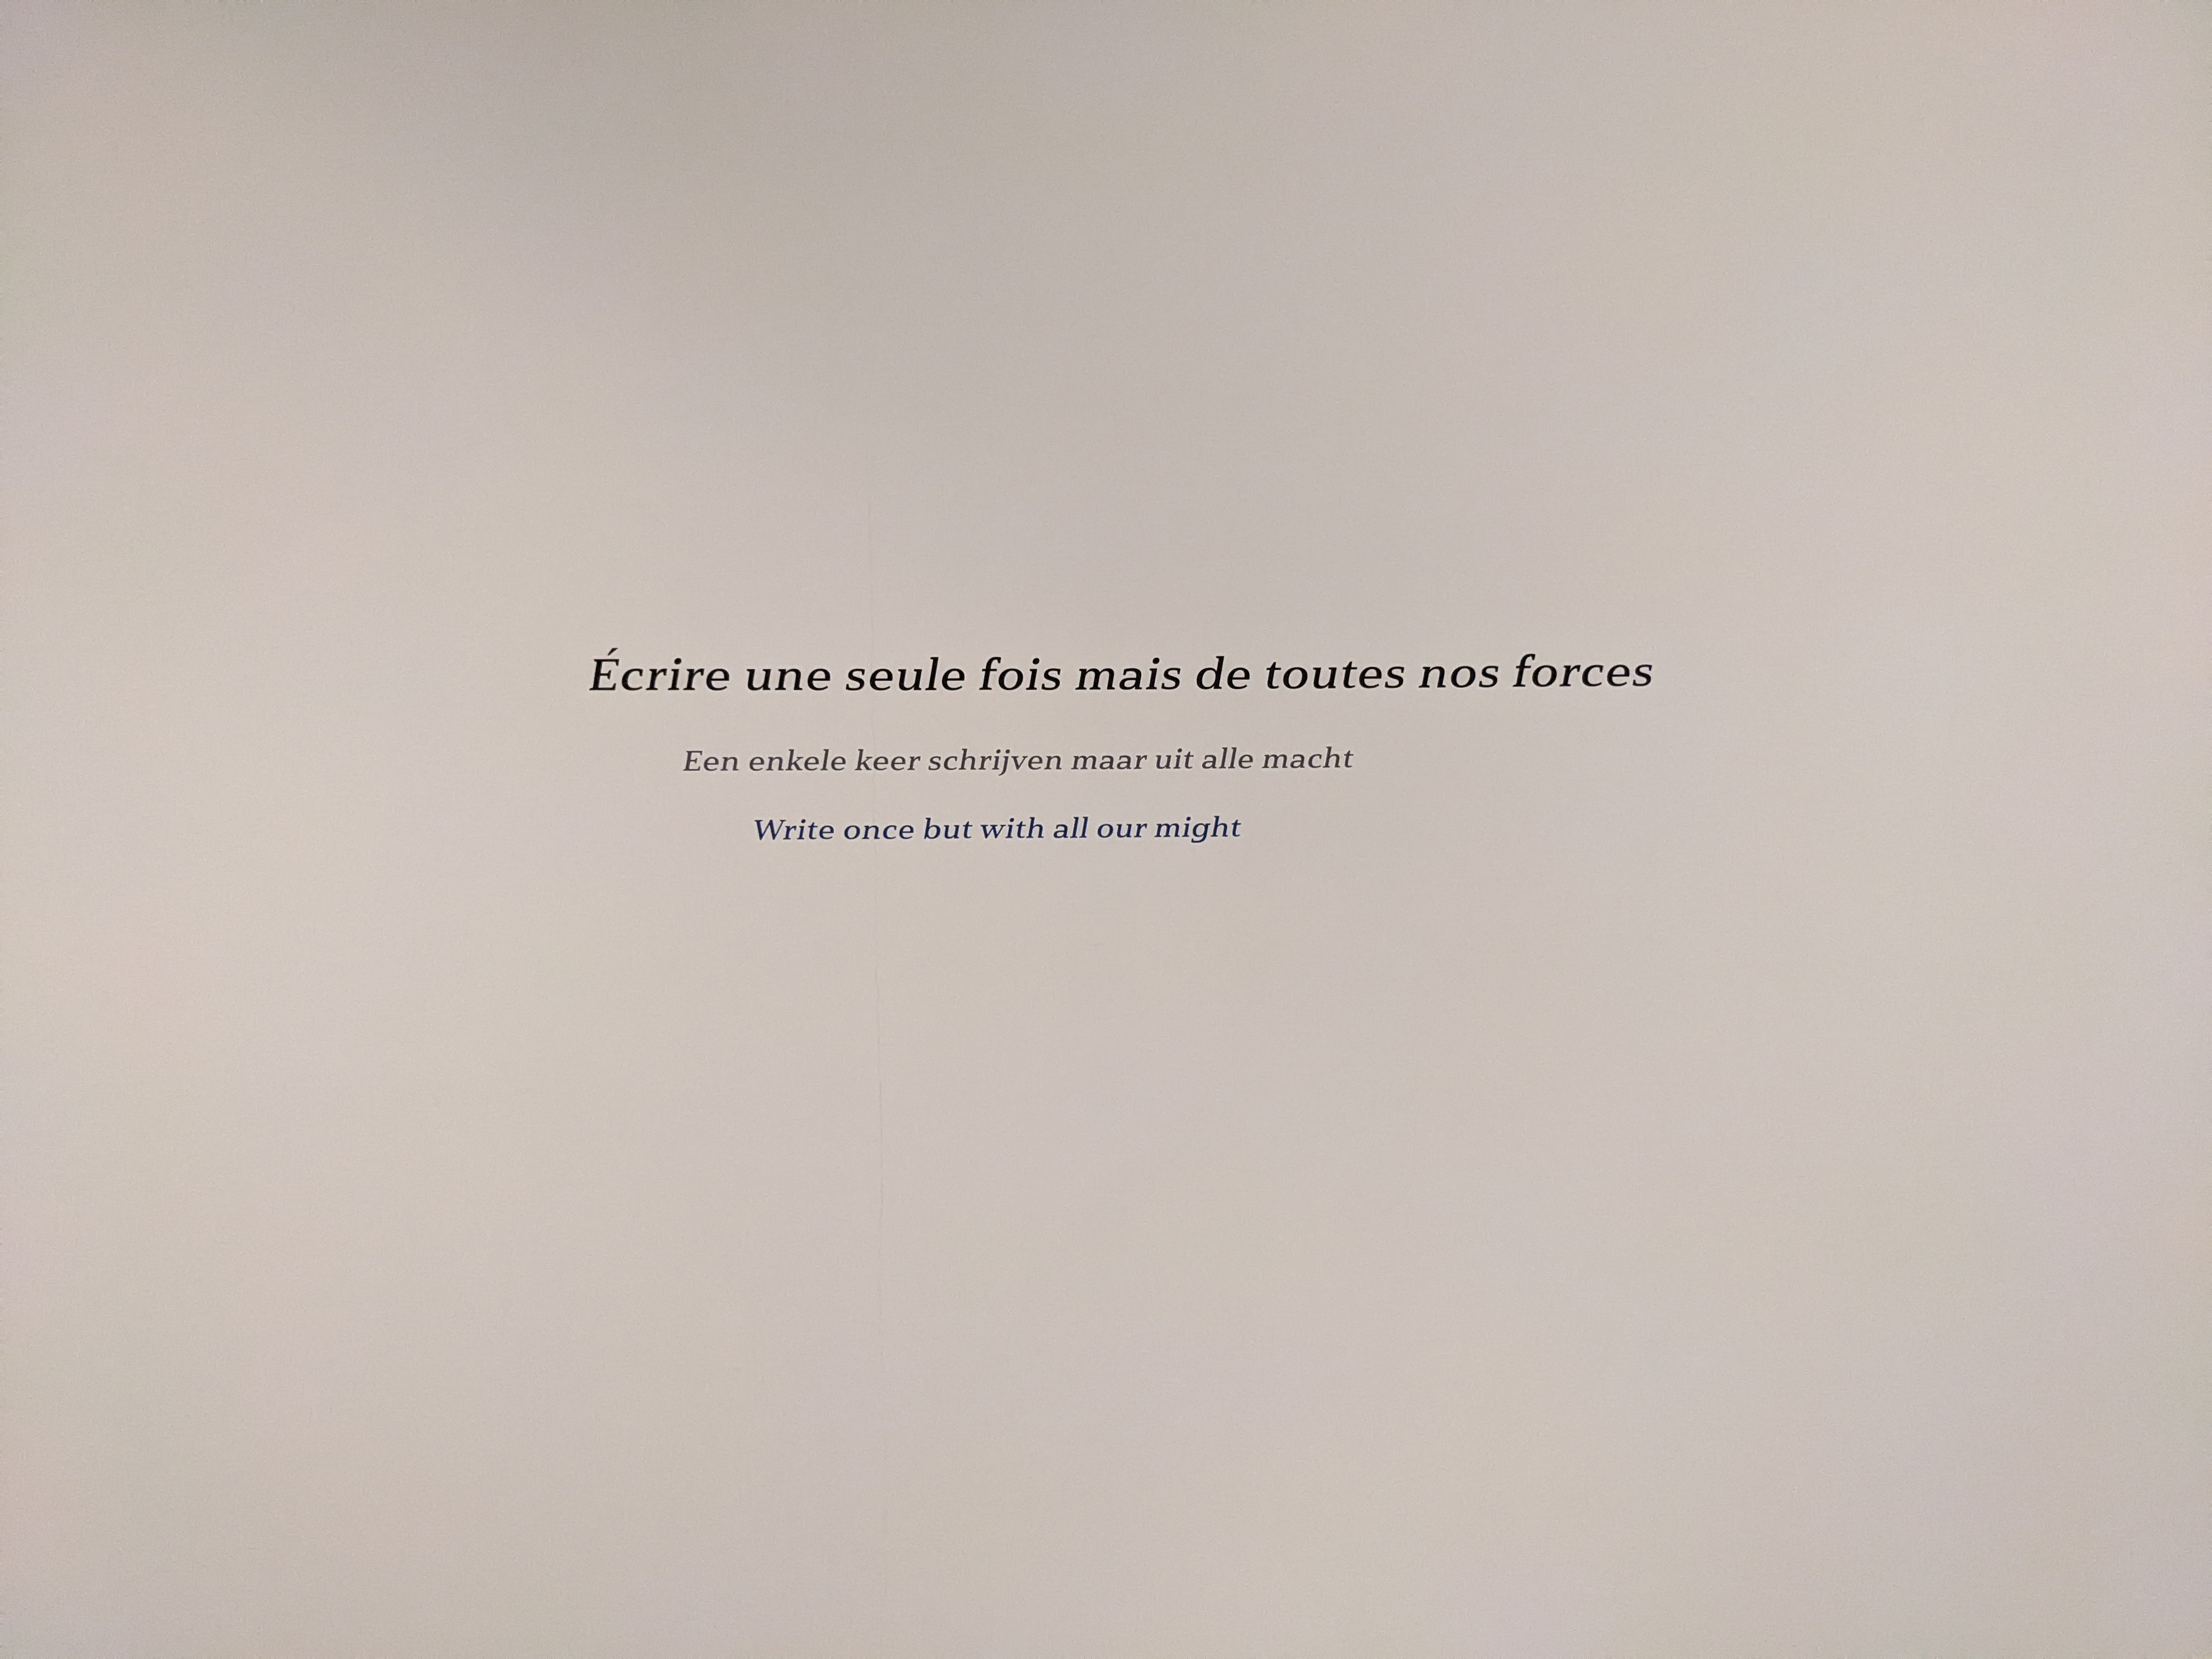 Écrire une seule fois mais de toutes nos forces
Een enkele keer schrijven maar uit alle macht
Write once but with all our might